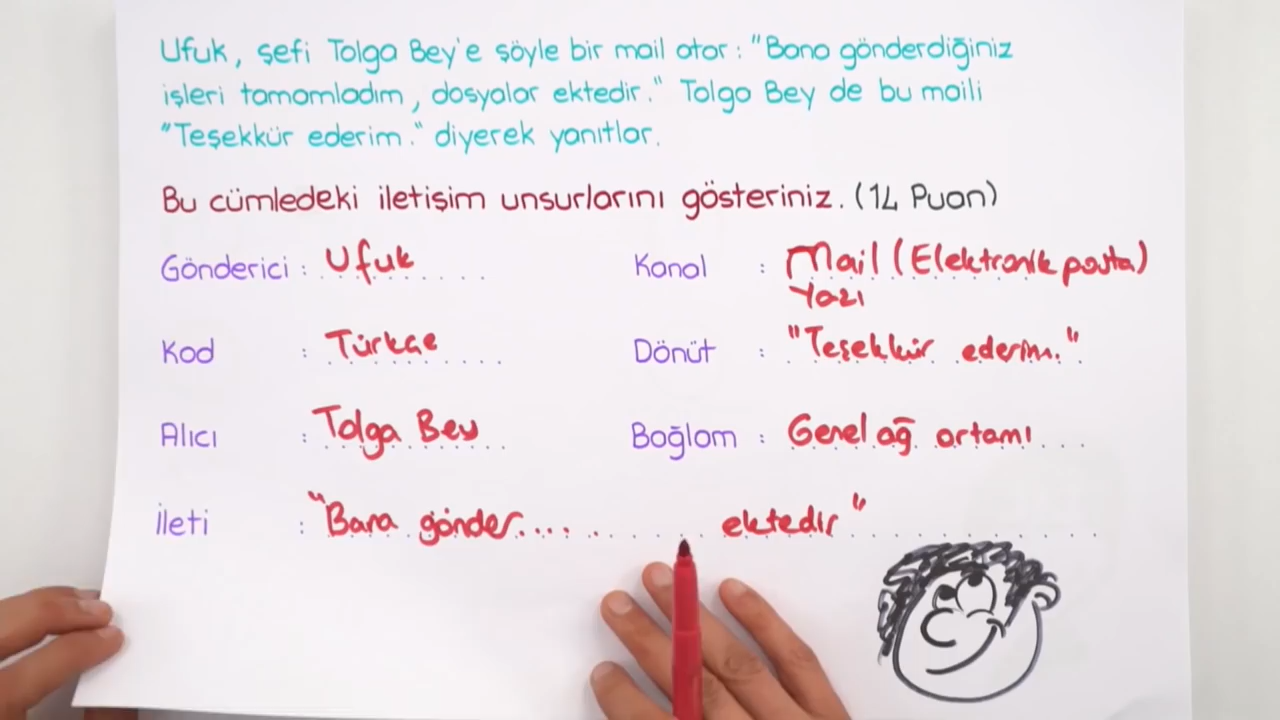 Ufuk, şefi Tolga Bey'e şöyle bir mail atar: "Bana gönderdiğiniz
işleri tamamladım, dosyalar ektedir." Tolga Bey de bu maili
"Teşekkür ederim." diyerek yanıtlar.
Bu cümledeki iletişim unsurlarını gösteriniz. (14 Puan)
Gönderici : Ufuk.... Kanal : Mail (Elektronik posta)
Yazı
Kod : Türkçe.... Dönüt : "Teşekkür ederim."
Alıcı : Tolga Bey.. Bağlam : Genel ağ ortamı...
İleti : "Bana gönder.... ektedir"